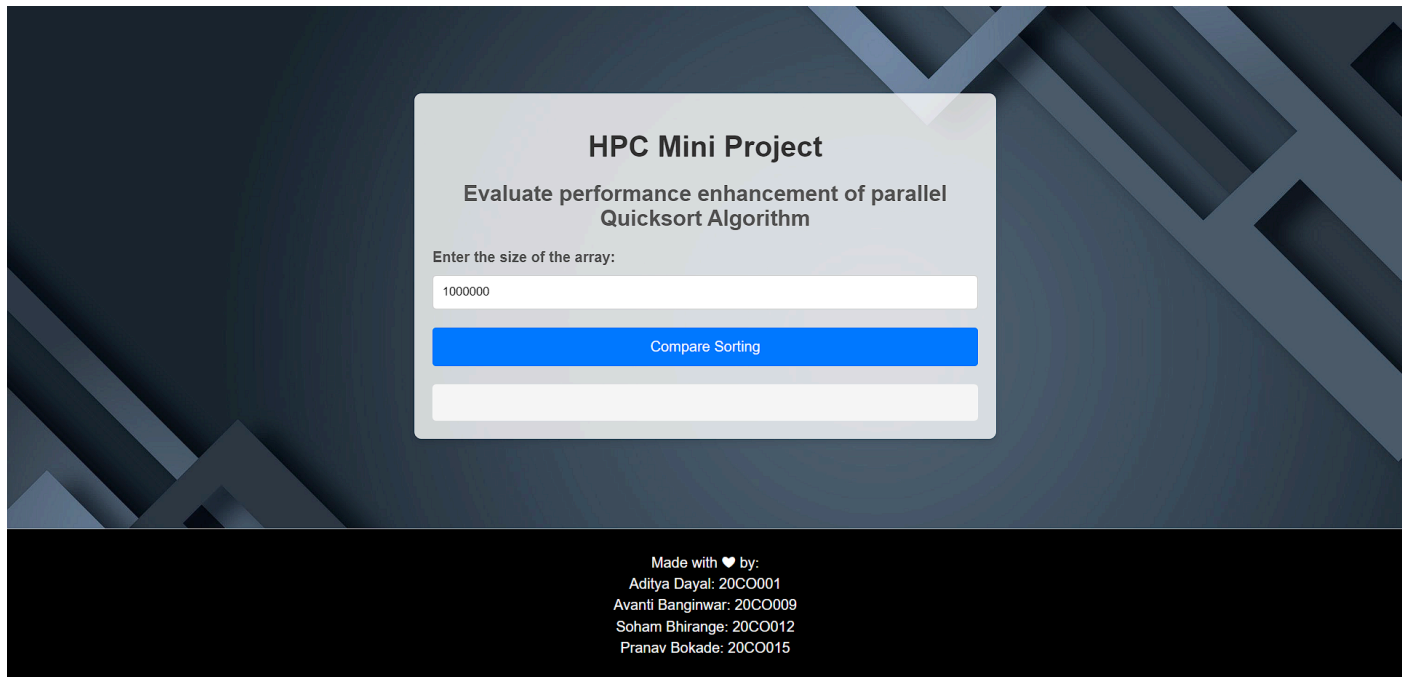 HPC Mini Project
Evaluate performance enhancement of parallel
Quicksort Algorithm
Enter the size of the array:
1000000
Compare Sorting
Made with ♥ by:
Aditya Dayal: 20CO001
Avanti Banginwar: 20CO009
Soham Bhirange: 20CO012
Pranav Bokade: 20CO015